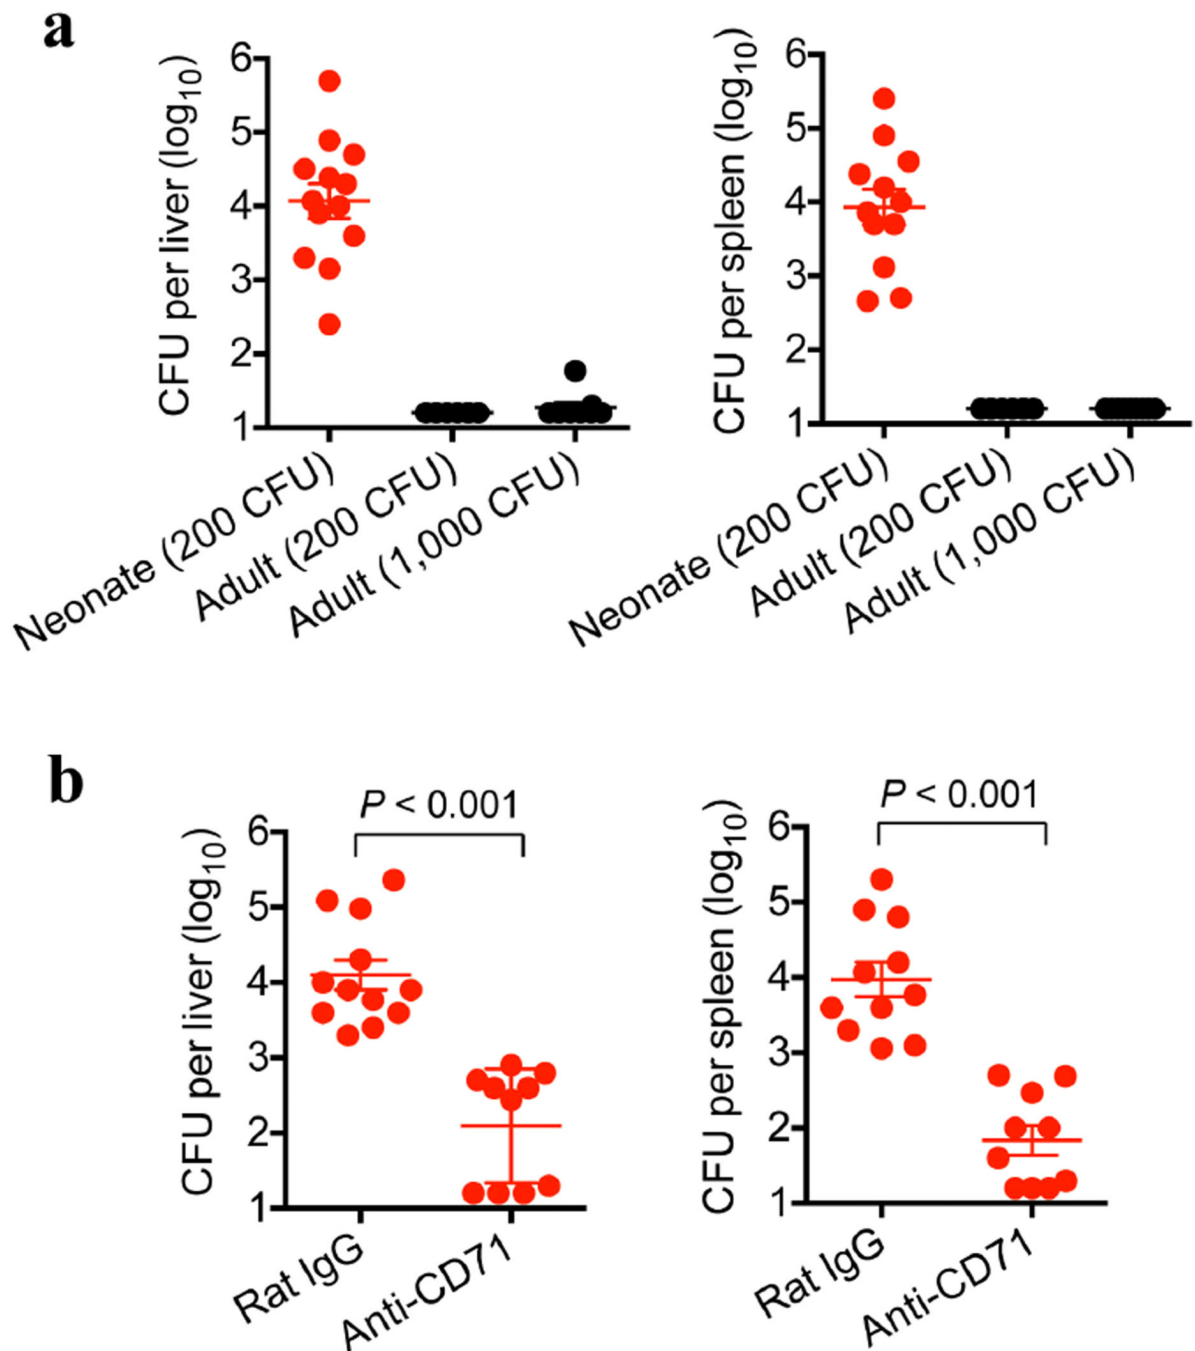 a
CFU per liver (log10)
6
5
4
3
2
1
Neonate (200 CFU)
Adult (200 CFU)
Adult (1,000 CFU)
CFU per spleen (log10)
6
5
4
3
2
1
Neonate (200 CFU)
Adult (200 CFU)
Adult (1,000 CFU)
b
P < 0.001
CFU per liver (log10)
6
5
4
3
2
1
Rat IgG
Anti-CD71
P < 0.001
CFU per spleen (log10)
6
5
4
3
2
1
Rat IgG
Anti-CD71